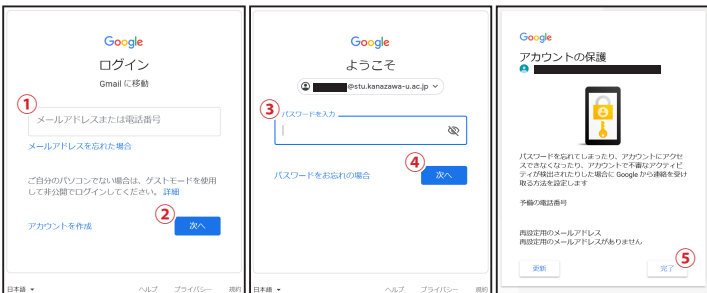 Google
ログイン
Gmail に移動
①
メールアドレスまたは電話番号
メールアドレスを忘れた場合
ご自分のパソコンでない場合は、ゲストモードを使用
して非公開でログインしてください。詳細
②
アカウントを作成
次へ
日本語
ヘルプ
プライバシー
規約
Google
ようこそ
@stu.kanazawa-u.ac.jp
③
パスワードを入力
④
パスワードをお忘れの場合
次へ
日本語
ヘルプ
プライバシー
規約
Google
アカウントの保護
パスワードを忘れてしまったり、アカウントにアクセ
スできなくなったり、アカウントで不審なアクティビ
ティが検出されたりした場合に Google から連絡を受け
取る方法を設定します
予備の電話番号
再設定用のメールアドレス
再設定用のメールアドレスがありません
⑤
更新
完了